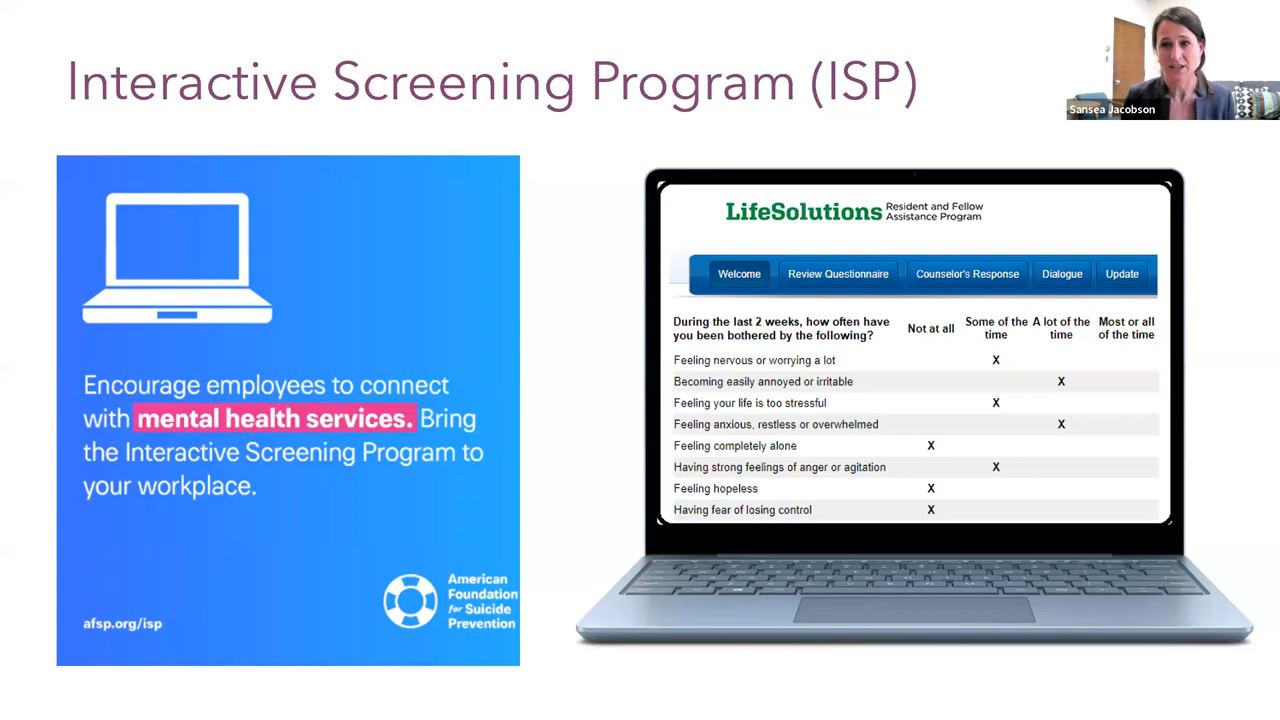 Interactive Screening Program (ISP)
Sansea Jacobson
Encourage employees to connect
with mental health services. Bring
the Interactive Screening Program to
your workplace.
afsp.org/isp
American
Foundation
for Suicide
Prevention
LifeSolutions Resident and Fellow
Assistance Program
Welcome Review Questionnaire Counselor's Response Dialogue Update
During the last 2 weeks, how often have
you been bothered by the following?
Not at all
Some of the
time
A lot of the
time
Most or all
of the time
Feeling nervous or worrying a lot X
Becoming easily annoyed or irritable X
Feeling your life is too stressful X
Feeling anxious, restless or overwhelmed X
Feeling completely alone X
Having strong feelings of anger or agitation X
Feeling hopeless X
Having fear of losing control X